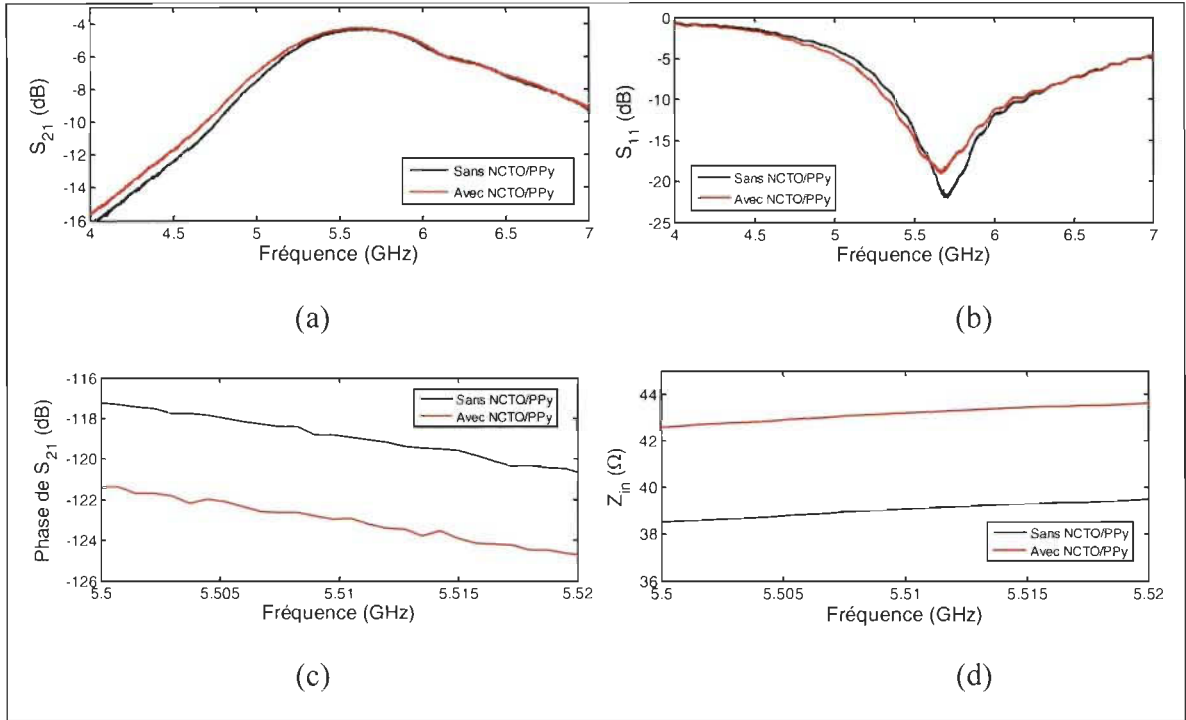 -4
-6
-8
-10
-12
-14
-16
S21 (dB)
Sans NCTO/PPy
Avec NCTO/PPy
4 4.5 5 5.5 6 6.5 7
Fréquence (GHz)
(a)
0
-5
-10
-15
-20
-25
S11 (dB)
Sans NCTO/PPy
Avec NCTO/PPy
4 4.5 5 5.5 6 6.5 7
Fréquence (GHz)
(b)
-116
-118
-120
-122
-124
-126
Phase de S21 (dB)
Sans NCTO/PPy
Avec NCTO/PPy
5.5 5.505 5.51 5.515 5.52
Fréquence (GHz)
(c)
44
42
40
38
36
Zin (Ω)
Sans NCTO/PPy
Avec NCTO/PPy
5.5 5.505 5.51 5.515 5.52
Fréquence (GHz)
(d)